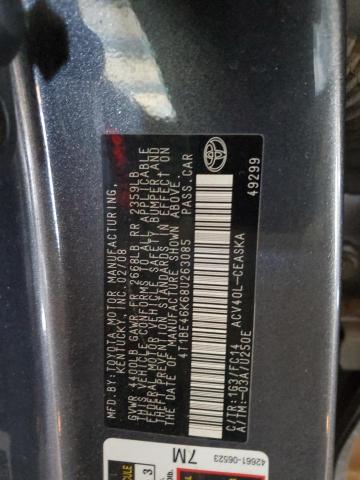 MFD.BY:TOYOTA MOTOR MANUFACTURING,
KENTUCKY, INC. 02/08
GVWR 4400LB GAWR FR 2668LB RR 2359LB
THIS VEHICLE CONFORMS TO ALL APPLICABLE
FEDERAL MOTOR VEHICLE SAFETY BUMPER, AND
THEFT PREVENTION STANDARDS IN EFFECT ON
THE DATE OF MANUFACTURE SHOWN ABOVE.
4T1BE46K68U263085 PASS.CAR
C/TR:1G3/FC14 ACV40L-CEASKA
A/TM:-03A/U250E 49299
42661-06523
7M
3